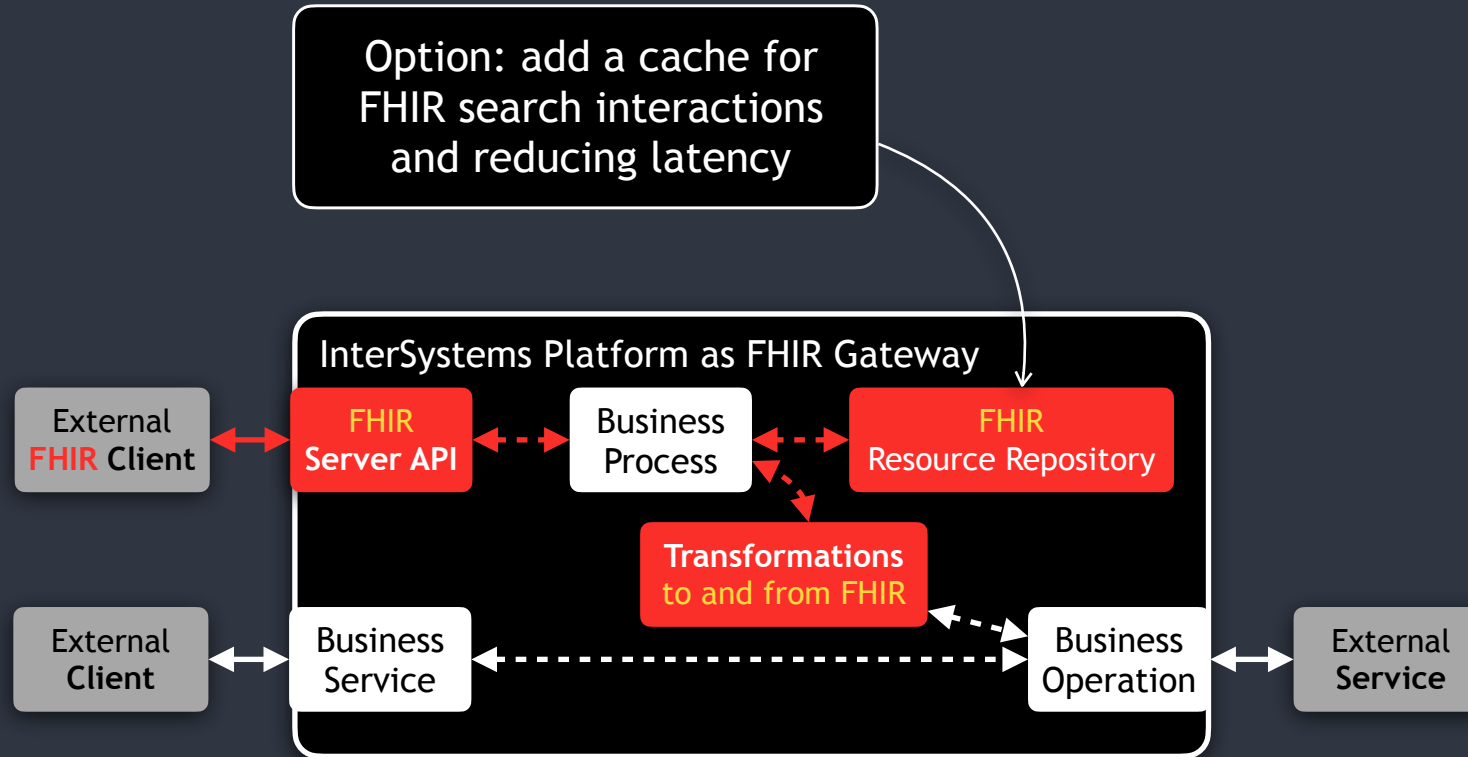 Option: add a cache for
FHIR search interactions
and reducing latency
InterSystems Platform as FHIR Gateway
External
FHIR Client
FHIR
Server API
Business
Process
FHIR
Resource Repository
Transformations
to and from FHIR
External
Client
Business
Service
Business
Operation
External
Service